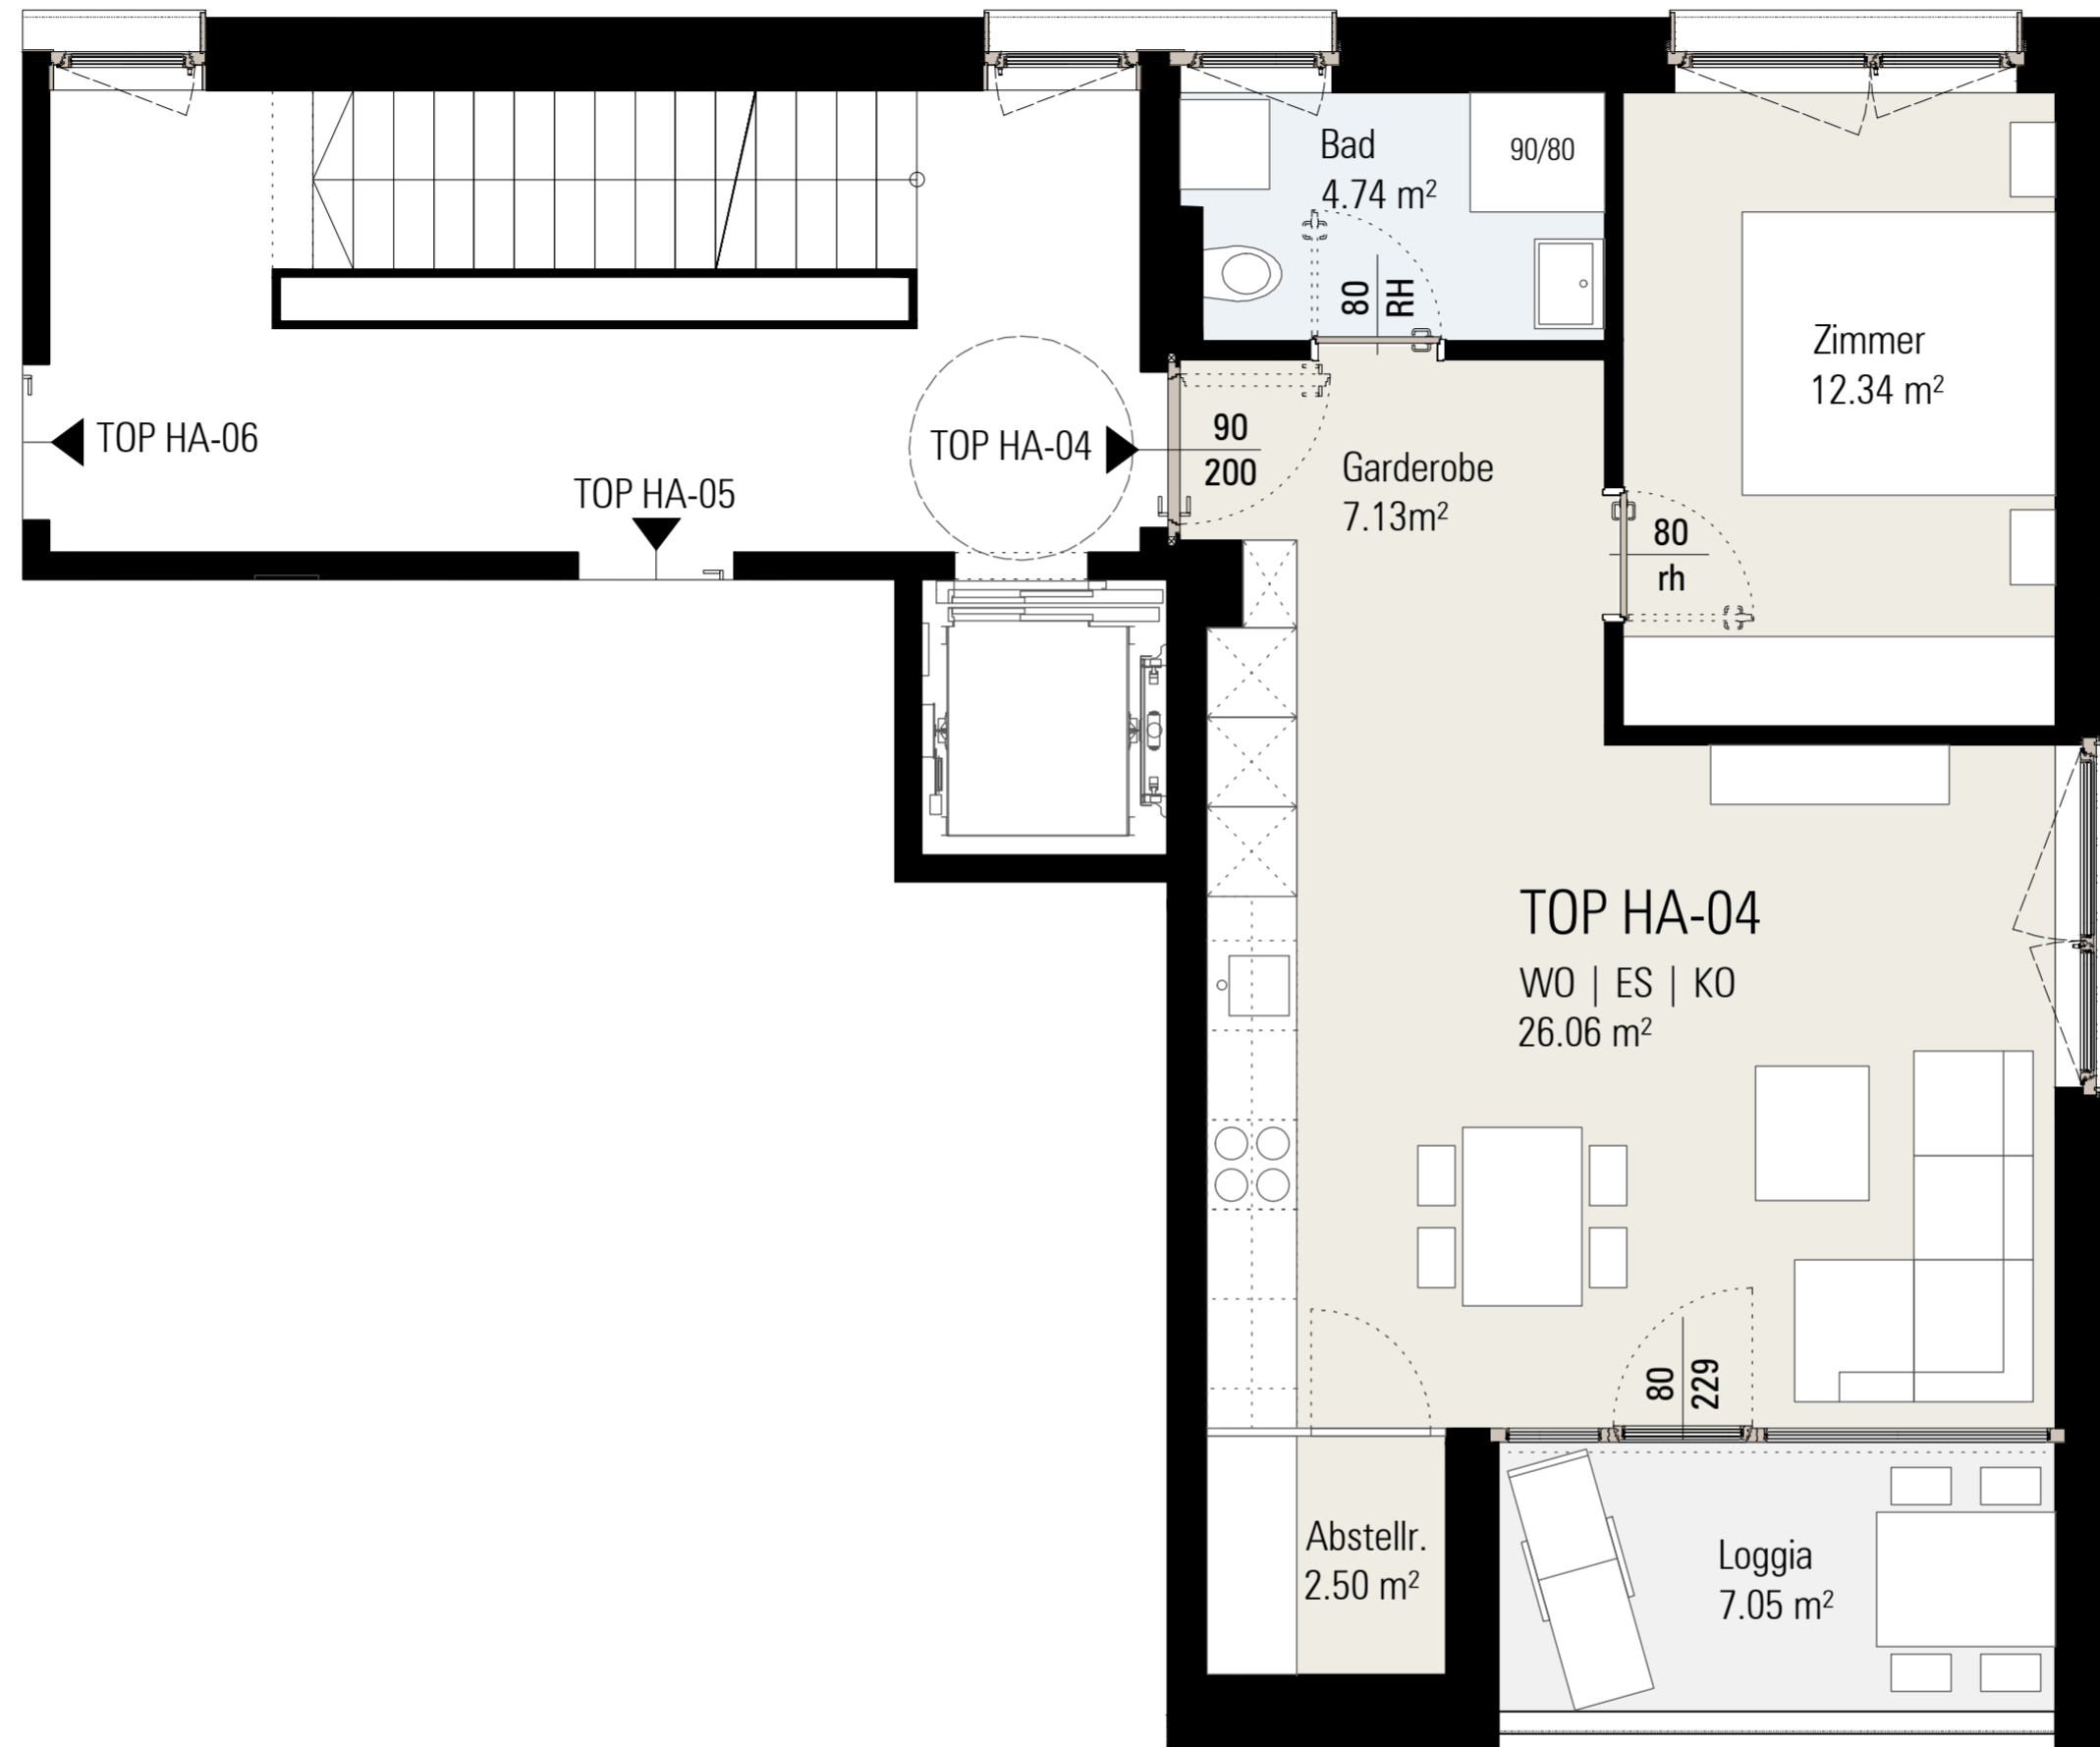 Bad
4.74 m²
90/80
80
RH
Zimmer
12.34 m²
TOP HA-06
TOP HA-05
TOP HA-04
90
200
Garderobe
7.13m²
80
rh
TOP HA-04
WO | ES | KO
26.06 m²
80
229
Abstellr.
2.50 m²
Loggia
7.05 m²